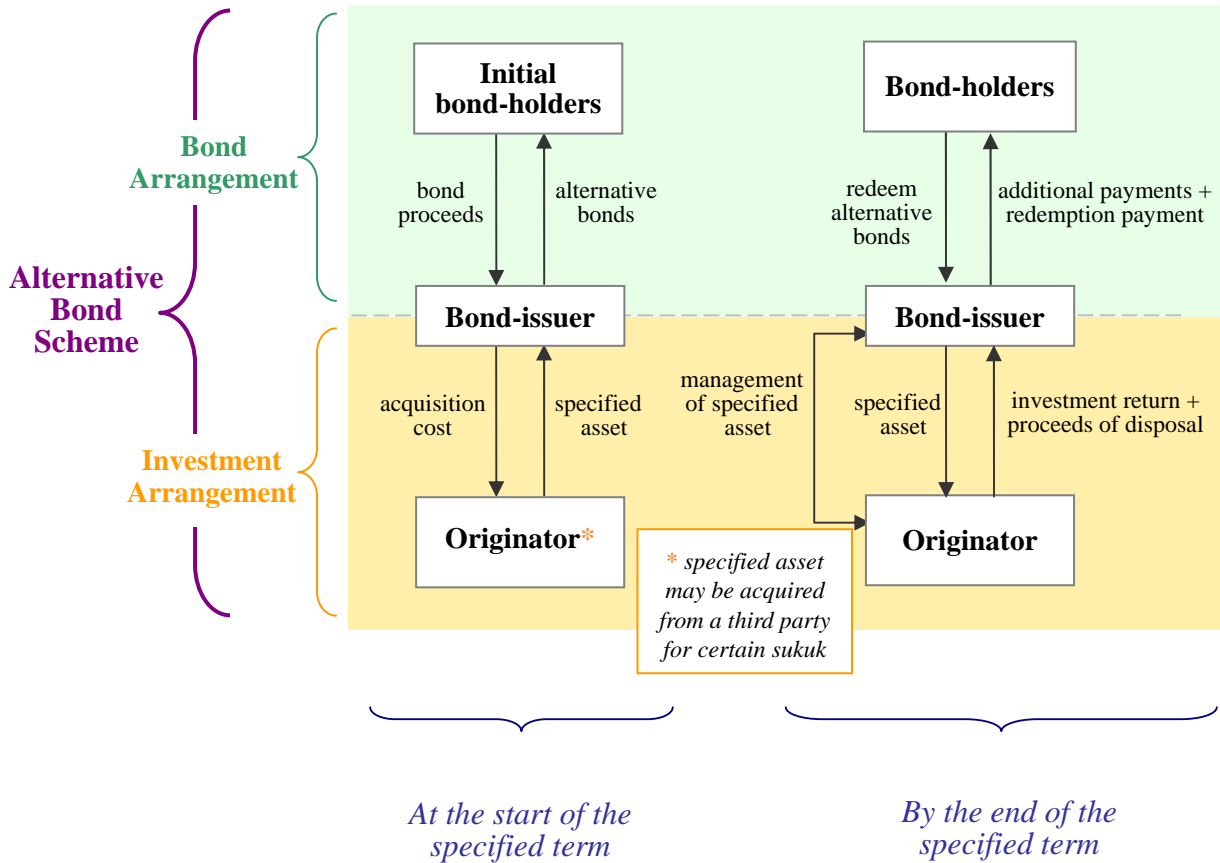 Initial
bond-holders
Bond-holders
Bond
Arrangement
bond
proceeds
alternative
bonds
redeem
alternative
bonds
additional payments +
redemption payment
Alternative
Bond
Scheme
Bond-issuer
Bond-issuer
acquisition
cost
specified
asset
management
of specified
asset
specified
asset
investment return +
proceeds of disposal
Investment
Arrangement
Originator*
Originator
* specified asset
may be acquired
from a third party
for certain sukuk
At the start of the
specified term
By the end of the
specified term